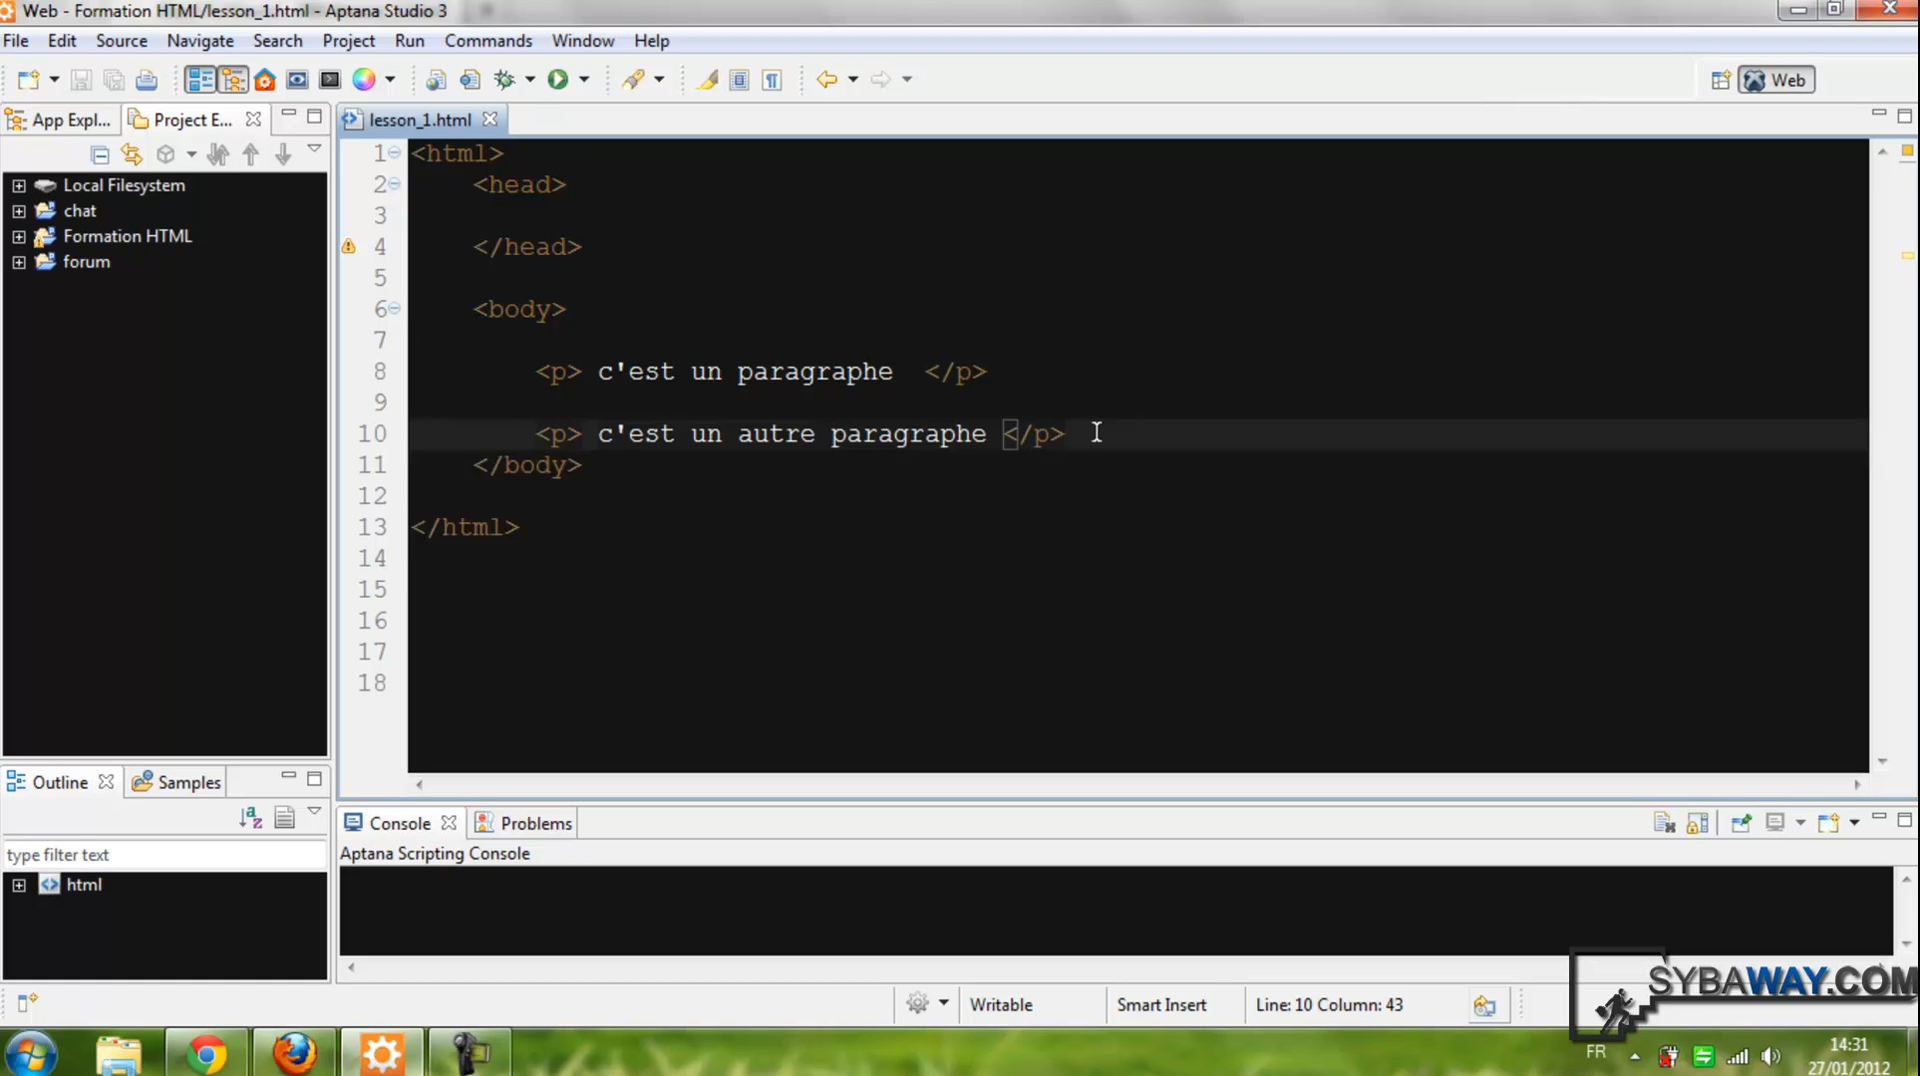 Web - Formation HTML/lesson_1.html - Aptana Studio 3
File Edit Source Navigate Search Project Run Commands Window Help
Web
App Expl...
Project E...
lesson_1.html
Local Filesystem
chat
Formation HTML
forum
1 <html>
2 <head>
3
4 </head>
5
6 <body>
7
8 <p> c'est un paragraphe  </p>
9
10 <p> c'est un autre paragraphe </p>
11 </body>
12
13 </html>
14
15
16
17
18
Outline
Samples
type filter text
html
Console
Problems
Aptana Scripting Console
Writable
Smart Insert
Line: 10 Column: 43
SYBAWAY.COM
FR
14:31
27/01/2012